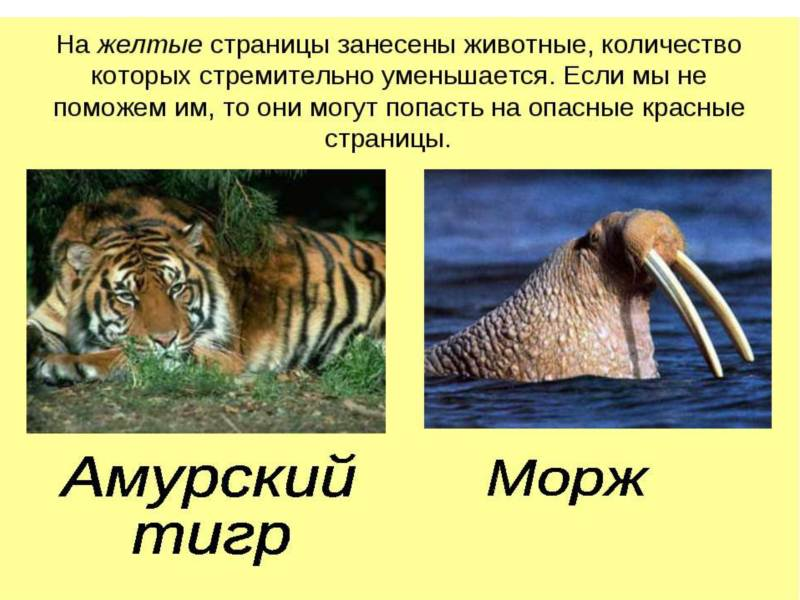 На желтые страницы занесены животные, количество
которых стремительно уменьшается. Если мы не
поможем им, то они могут попасть на опасные красные
страницы.
Амурский
тигр
Морж